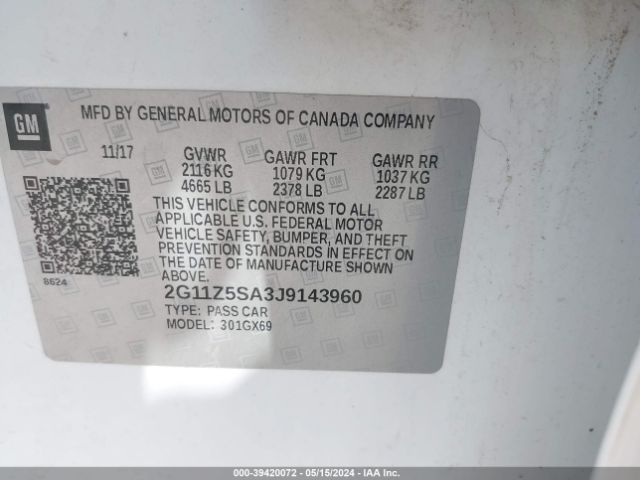 GM
MFD BY GENERAL MOTORS OF CANADA COMPANY
11/17 GVWR GAWR FRT GAWR RR
2116 KG 1079 KG 1037 KG
4665 LB 2378 LB 2287 LB
THIS VEHICLE CONFORMS TO ALL
APPLICABLE U.S. FEDERAL MOTOR
VEHICLE SAFETY, BUMPER, AND THEFT
PREVENTION STANDARDS IN EFFECT ON
THE DATE OF MANUFACTURE SHOWN
ABOVE.
8624
2G11Z5SA3J9143960
TYPE: PASS CAR
MODEL: 301GX69
000-39420072 - 05/15/2024 - IAA Inc.